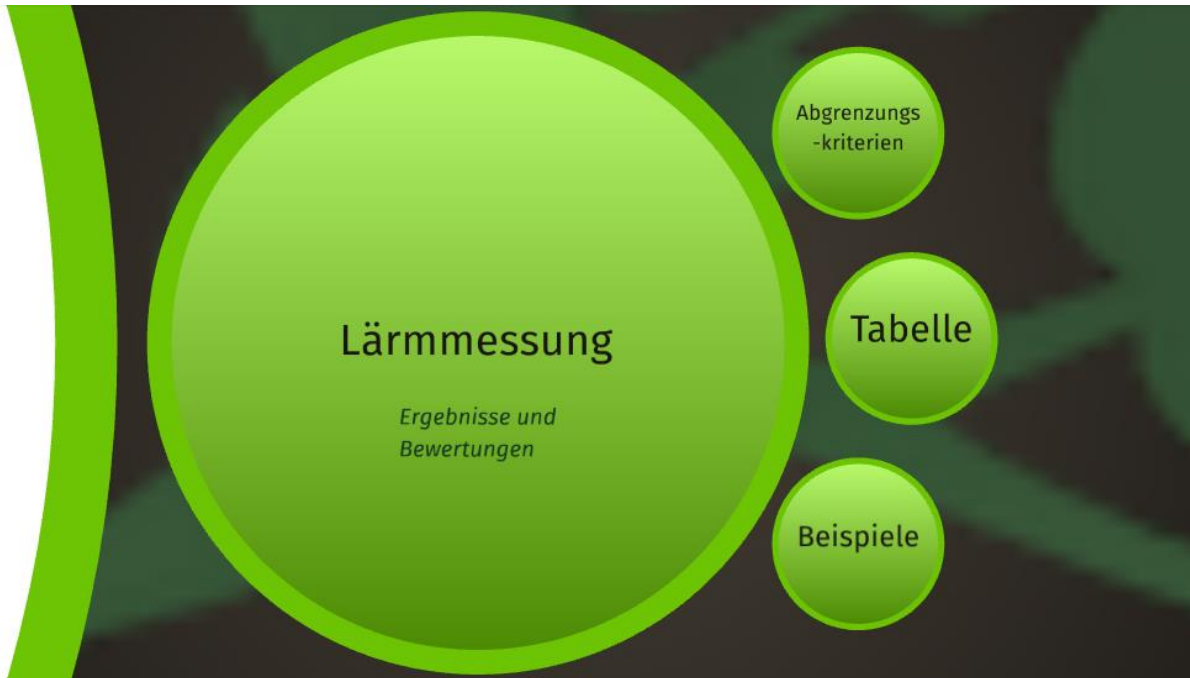 Lärmmessung
Ergebnisse und
Bewertungen
Abgrenzungs
-kriterien
Tabelle
Beispiele